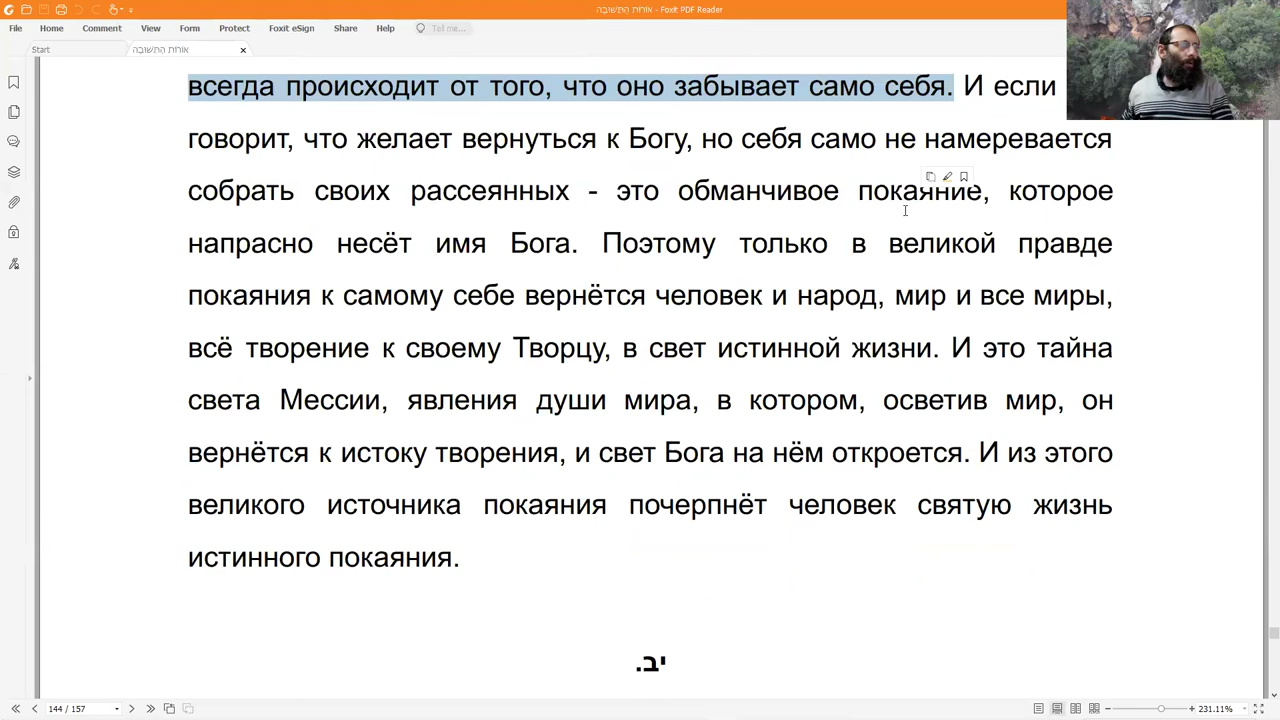 אורות התשובה - Foxit PDF Reader
File Home Comment View Form Protect Foxit eSign Share Help Tell me...
Start אורות התשובה
всегда происходит от того, что оно забывает само себя. И если
говорит, что желает вернуться к Богу, но себя само не намеревается
собрать своих рассеянных - это обманчивое покаяние, которое
напрасно несёт имя Бога. Поэтому только в великой правде
покаяния к самому себе вернётся человек и народ, мир и все миры,
всё творение к своему Творцу, в свет истинной жизни. И это тайна
света Мессии, явления души мира, в котором, осветив мир, он
вернётся к истоку творения, и свет Бога на нём откроется. И из этого
великого источника покаяния почерпнёт человек святую жизнь
истинного покаяния.
יב.
144 / 157 231.11%